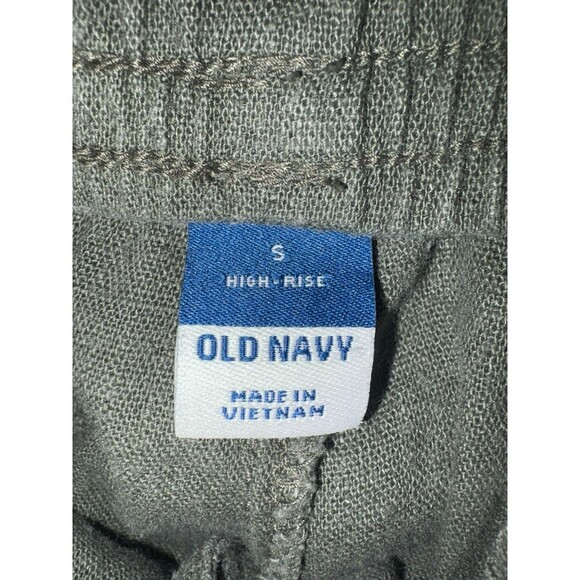 S
HIGH-RISE
OLD NAVY
MADE IN
VIETNAM